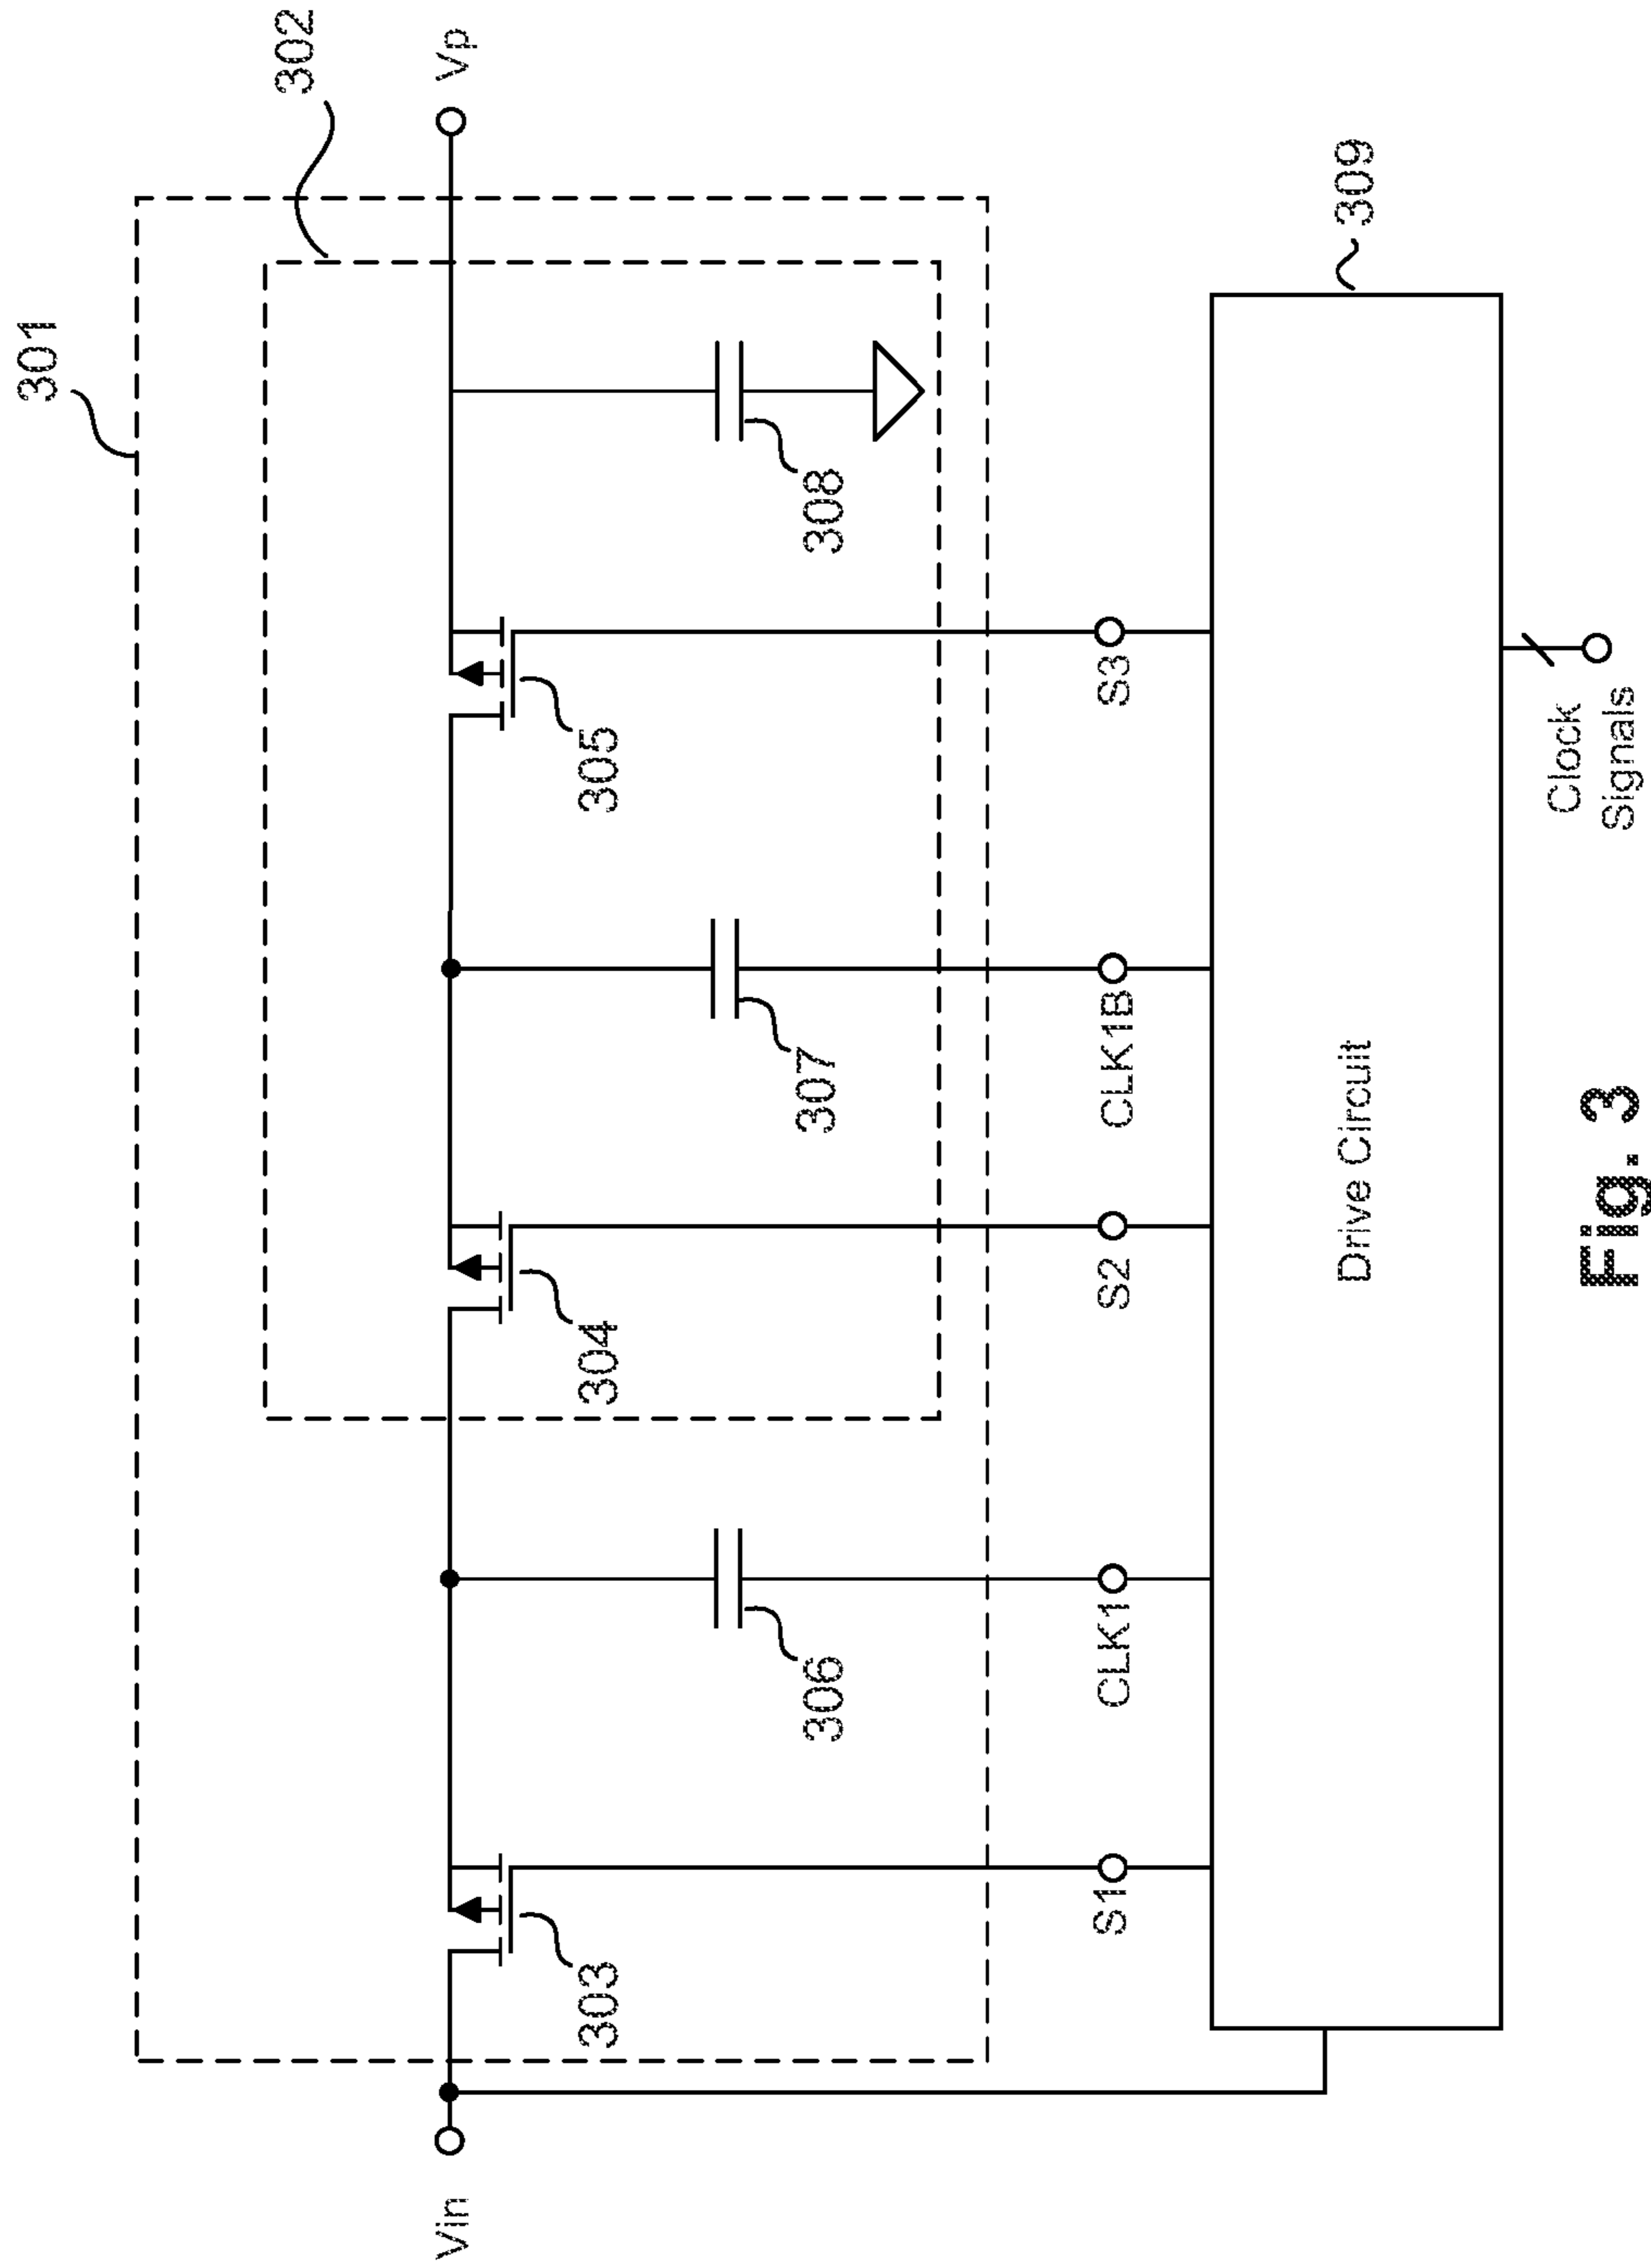 301
302
Vin
Vp
303
304
305
306
307
308
S1
CLK1
S2
CLK1B
S3
309
Drive Circuit
Clock
Signals
Fig. 3